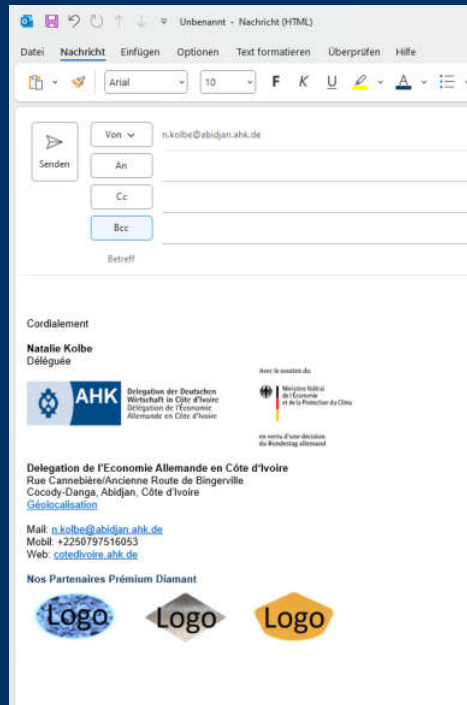 Unbenannt - Nachricht (HTML)
Datei Nachricht Einfügen Optionen Text formatieren Überprüfen Hilfe
Arial 10 F K U A
Von n.kolbe@abidjan.ahk.de
Senden
An
Cc
Bcc
Betreff
Cordialement
Natalie Kolbe
Déléguée
AHK
Delegation der Deutschen
Wirtschaft in Côte d'Ivoire
Délégation de l'Économie
Allemande en Côte d'Ivoire
Avec le soutien du
Ministère fédéral
de l'Économie
et de la Protection du Climat
en vertu d'une décision
du Bundestag allemand
Delegation de l'Economie Allemande en Côte d'Ivoire
Rue Cannebière/Ancienne Route de Bingerville
Cocody-Danga, Abidjan, Côte d'Ivoire
Géolocalisation
Mail: n.kolbe@abidjan.ahk.de
Mobil: +2250797516053
Web: cotedivoire.ahk.de
Nos Partenaires Prémium Diamant
Logo Logo Logo